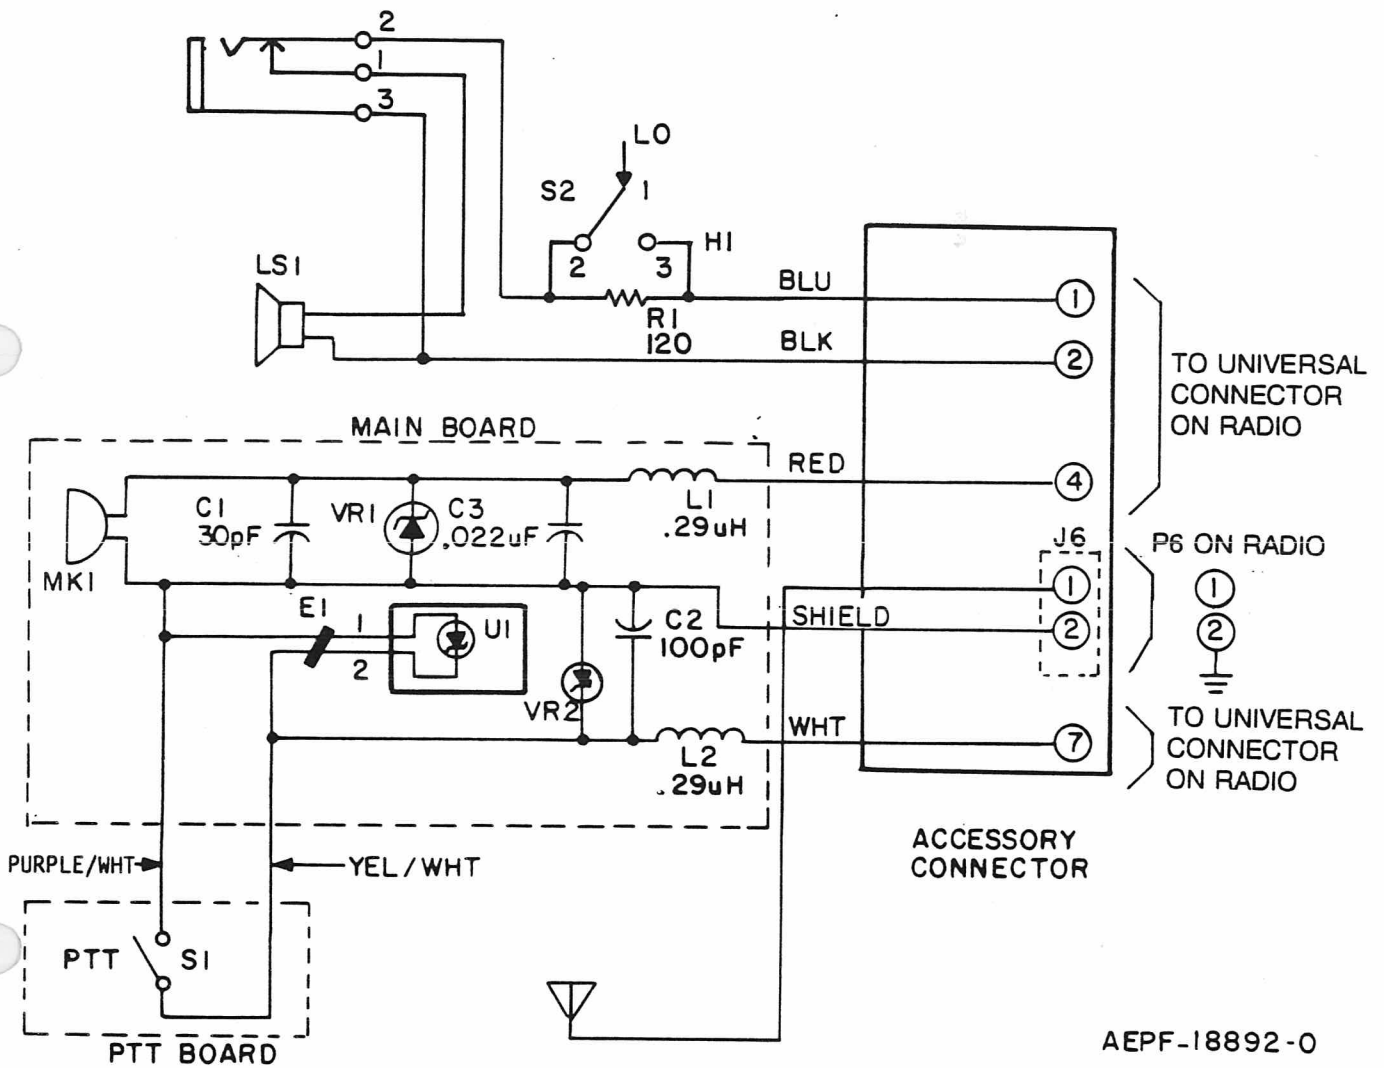 2
1
3
LO
S2
1
HI
2
3
LS1
BLU
1
R1
120
BLK
2
TO UNIVERSAL
CONNECTOR
ON RADIO
MAIN BOARD
RED
4
C1
30pF
VR1
C3
.022uF
L1
.29uH
MK1
J6
P6 ON RADIO
1
1
E1
1
U1
C2
100pF
SHIELD
2
2
2
VR2
WHT
7
TO UNIVERSAL
CONNECTOR
ON RADIO
L2
.29uH
ACCESSORY
CONNECTOR
PURPLE/WHT
YEL/WHT
PTT
S1
PTT BOARD
AEPF-18892-O